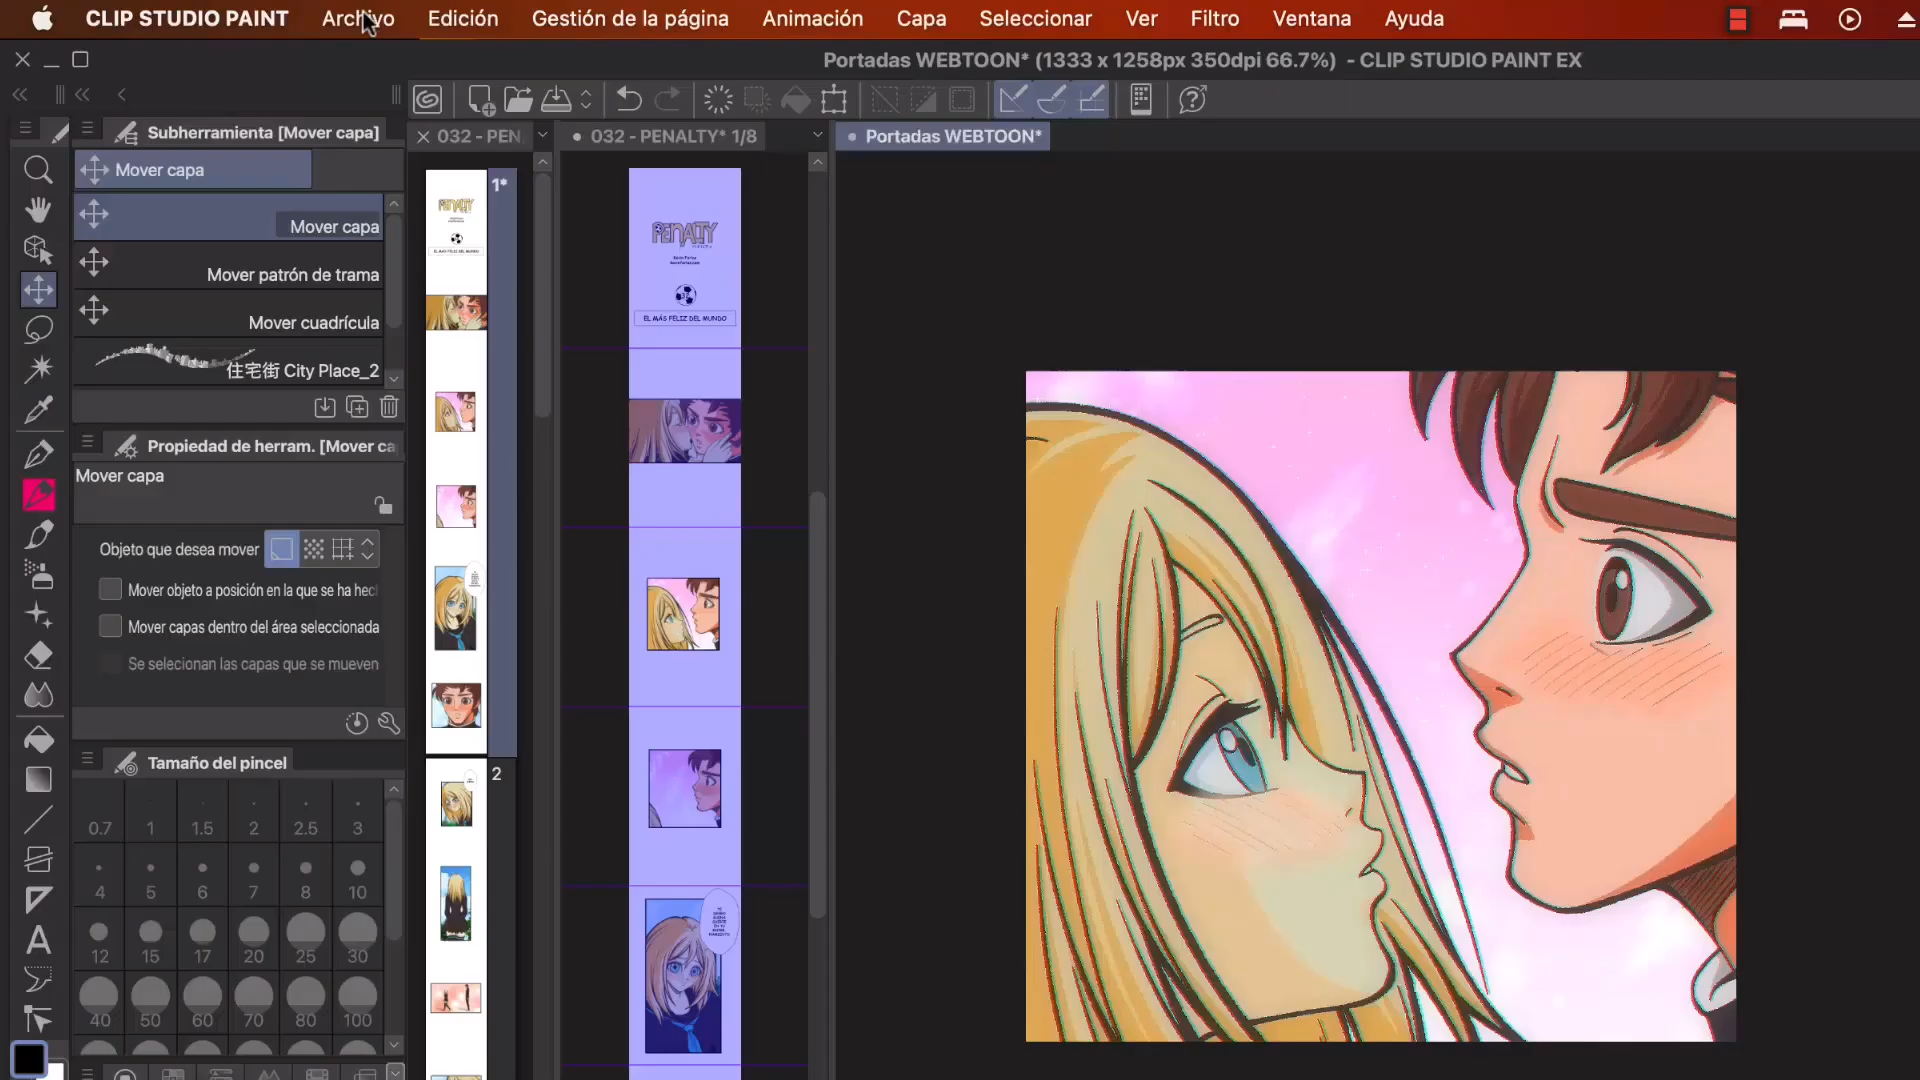 CLIP STUDIO PAINT Archivo Edición Gestión de la página Animación Capa Seleccionar Ver Filtro Ventana Ayuda
Portadas WEBTOON* (1333 x 1258px 350dpi 66.7%) - CLIP STUDIO PAINT EX
Subherramienta [Mover capa]
032 - PEN
032 - PENALTY* 1/8
Portadas WEBTOON*
Mover capa
Mover capa
Mover patrón de trama
Mover cuadrícula
住宅街 City Place_2
Propiedad de herram. [Mover ca
Mover capa
Objeto que desea mover
Mover objeto a posición en la que se ha hec
Mover capas dentro del área seleccionada
Se selecionan las capas que se mueven
Tamaño del pincel
0.7 1 1.5 2 2.5 3
4 5 6 7 8 10
12 15 17 20 25 30
40 50 60 70 80 100
1*
PENALTY
EL MÁS FELIZ DEL MUNDO
2
PENALTY
EL MÁS FELIZ DEL MUNDO